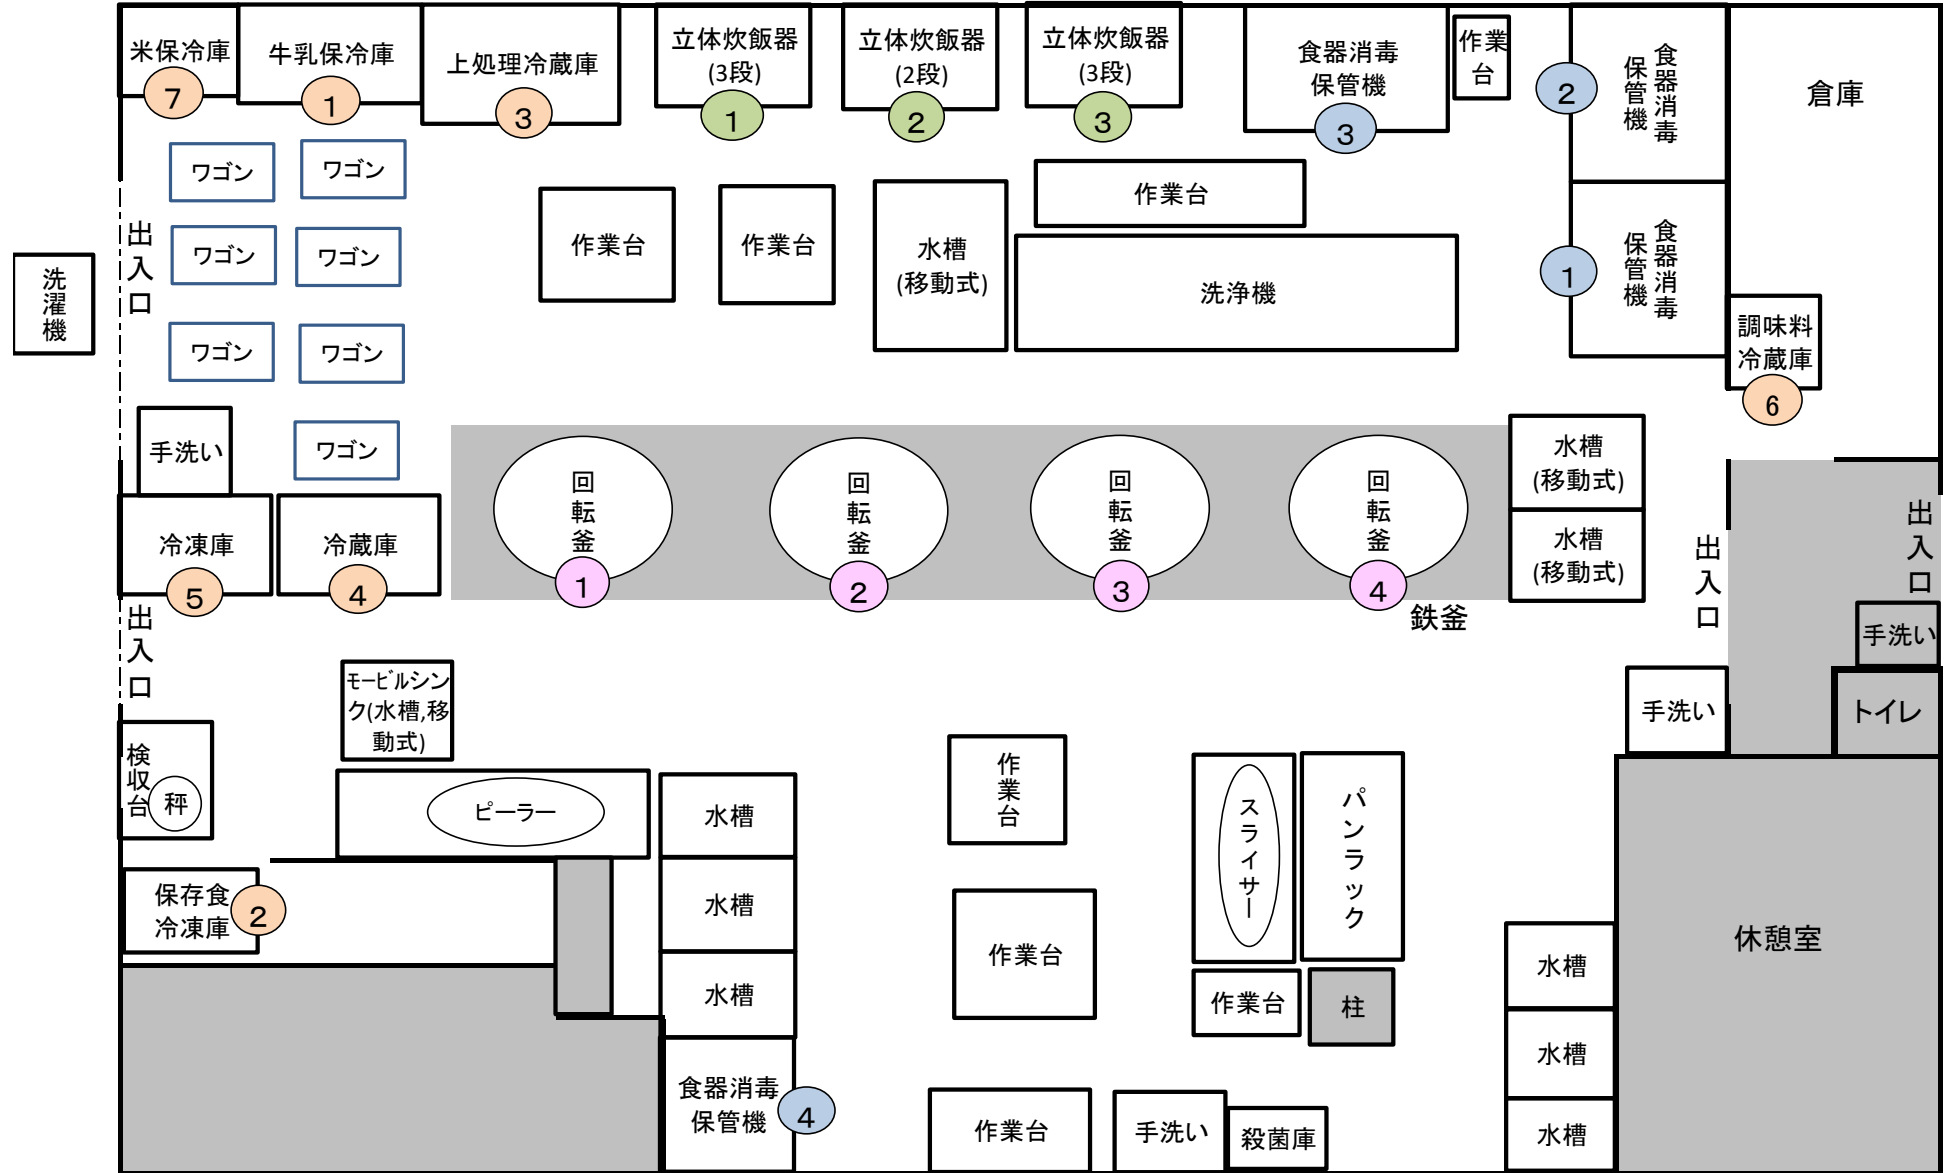 米保冷庫
7
牛乳保冷庫
1
上処理冷蔵庫
3
立体炊飯器
(3段)
1
立体炊飯器
(2段)
2
立体炊飯器
(3段)
3
食器消毒
保管機
3
作業
台
2
食器消毒
保管機
倉庫
ワゴン
ワゴン
出入口
洗濯機
ワゴン
ワゴン
ワゴン
ワゴン
ワゴン
作業台
作業台
水槽
(移動式)
作業台
洗浄機
1
食器消毒
保管機
調味料
冷蔵庫
6
手洗い
冷凍庫
5
冷蔵庫
4
回転釜
1
回転釜
2
回転釜
3
回転釜
4
鉄釜
水槽
(移動式)
水槽
(移動式)
出入口
出入口
手洗い
トイレ
手洗い
出入口
モービルシン
ク(水槽,移
動式)
検収台
秤
ピーラー
水槽
水槽
水槽
保存食
冷凍庫
2
作業台
作業台
スライサー
パンラック
作業台
柱
休憩室
水槽
水槽
水槽
食器消毒
保管機
4
作業台
手洗い
殺菌庫